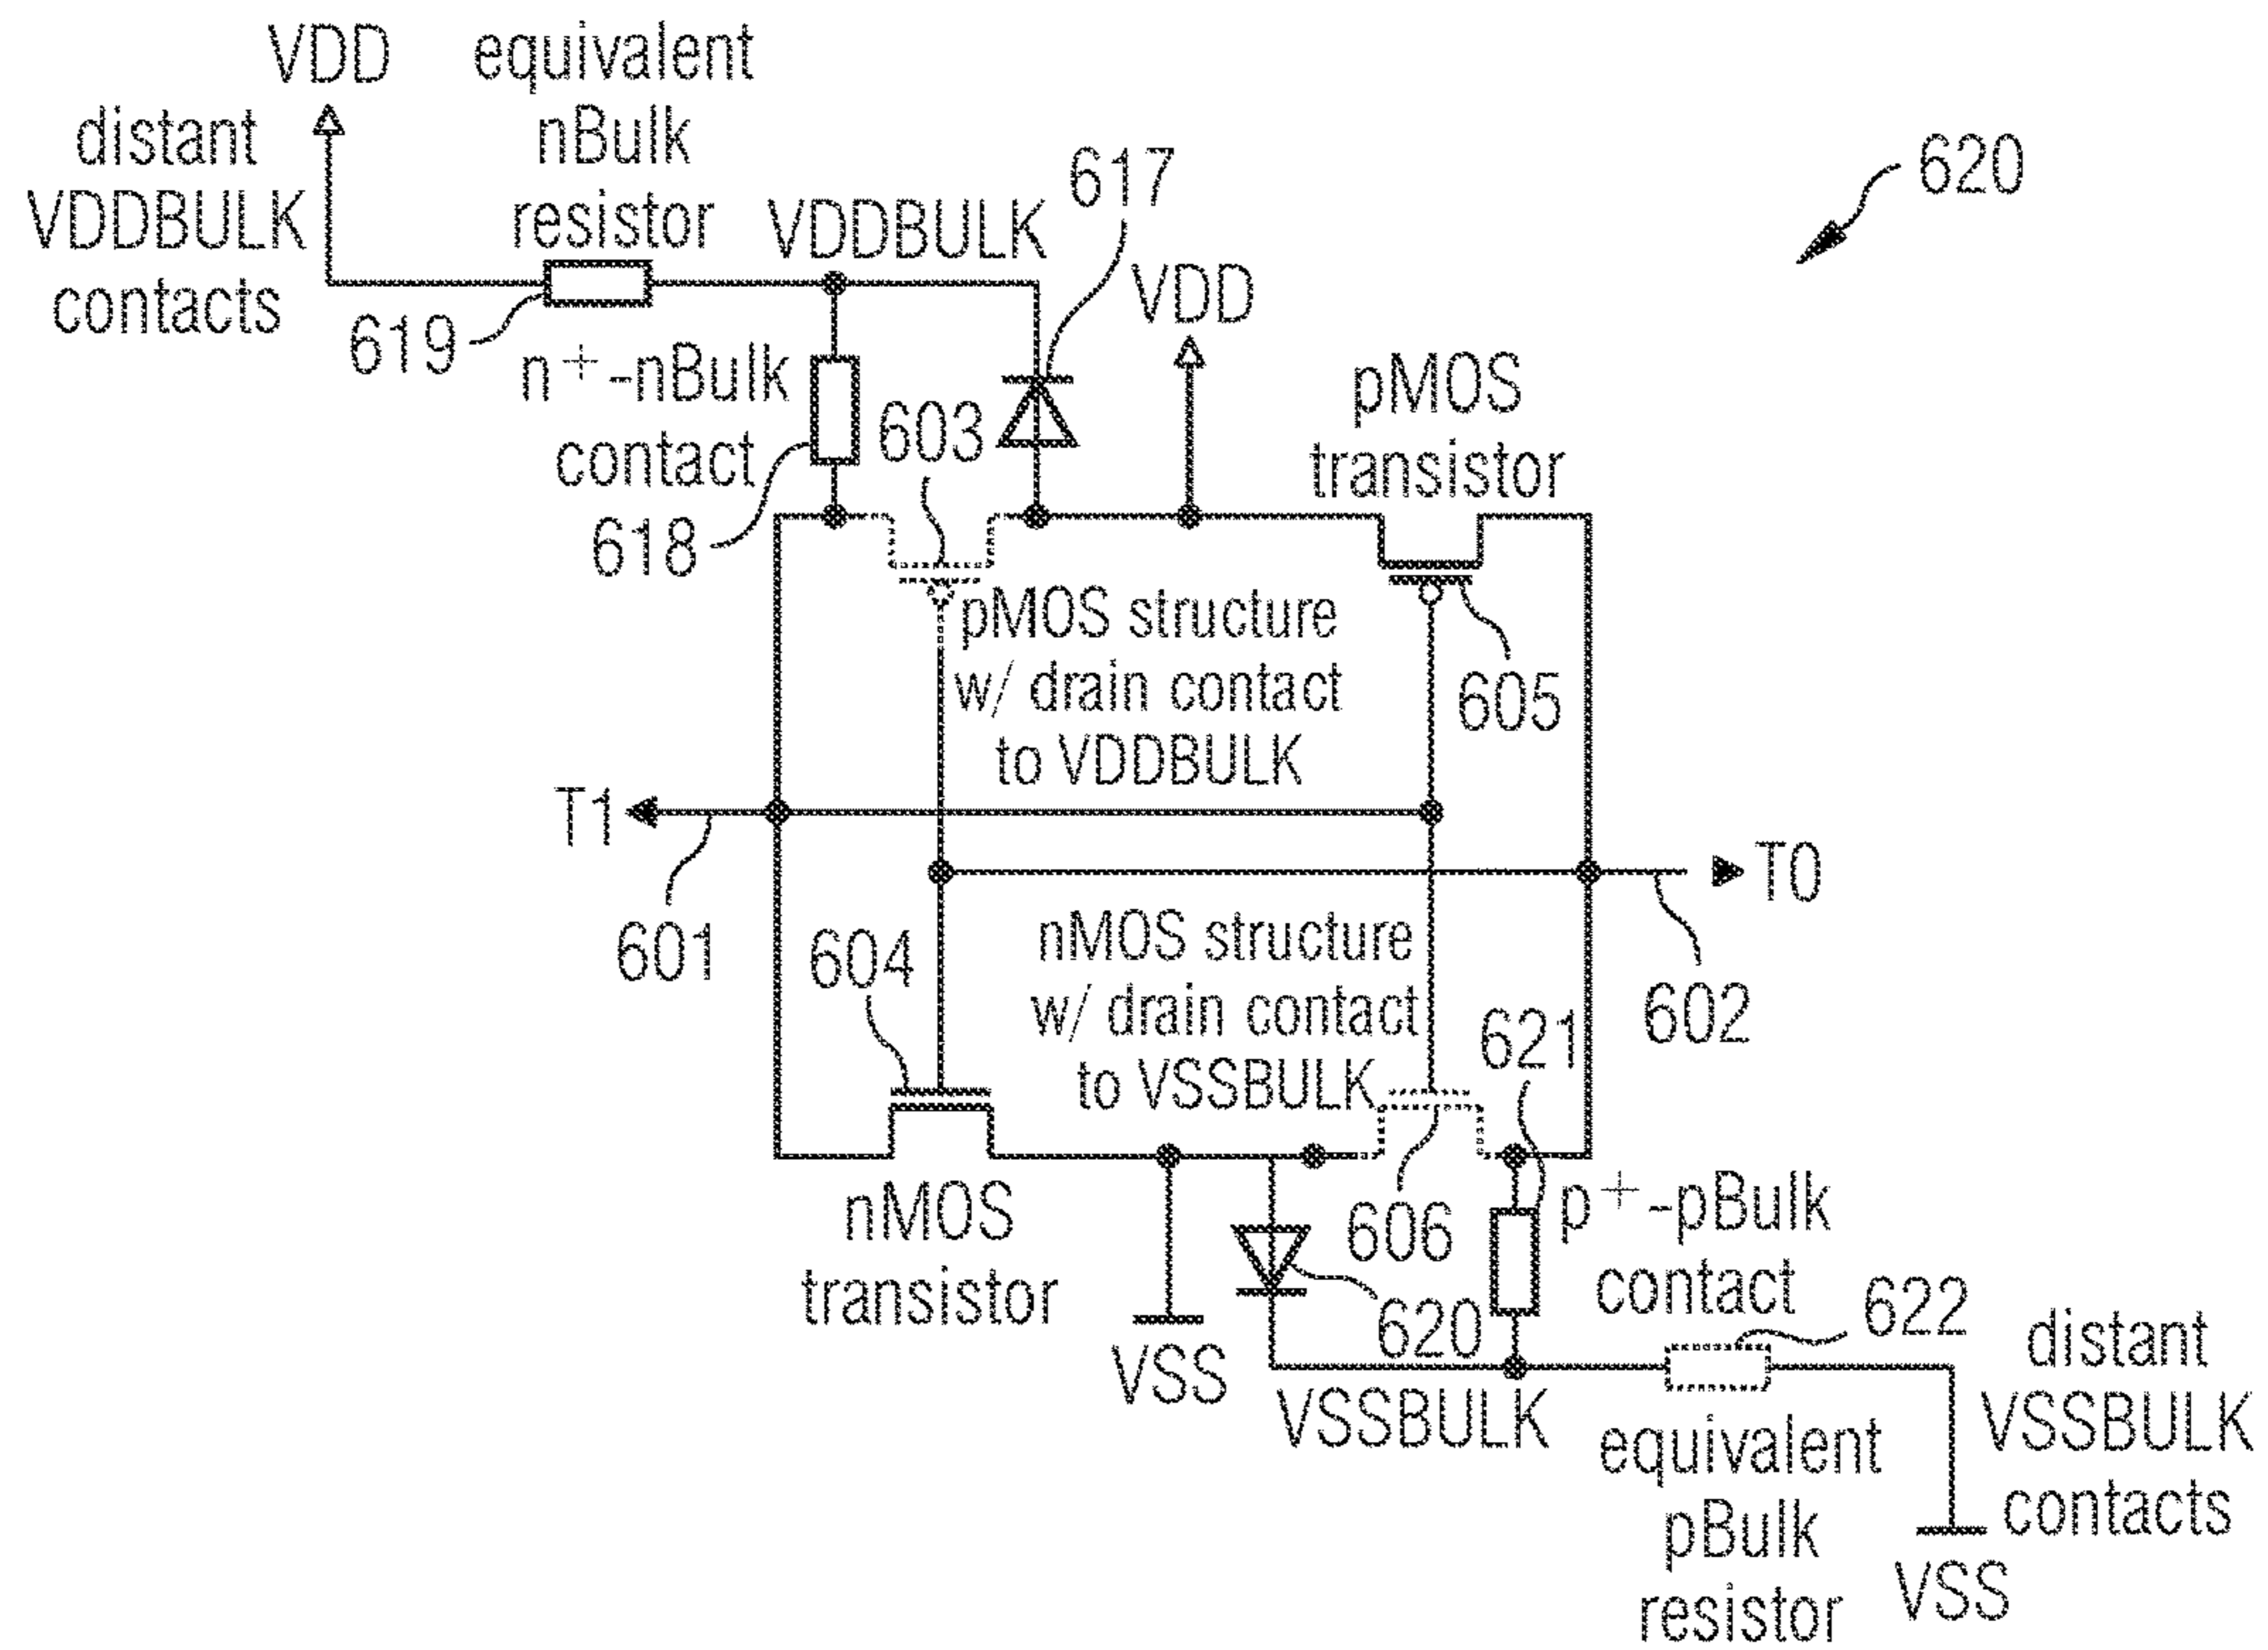 VDD
equivalent
nBulk
resistor
distant
VDDBULK
contacts
VDDBULK
617
620
VDD
619
n+-nBulk
contact
618
603
pMOS
transistor
pMOS structure
w/ drain contact
to VDDBULK
605
T1
601
T0
602
604
nMOS structure
w/ drain contact
to VSSBULK
621
nMOS
transistor
VSS
620
606
p+-pBulk
contact
622
VSSBULK
distant
VSSBULK
contacts
equivalent
pBulk
resistor
VSS